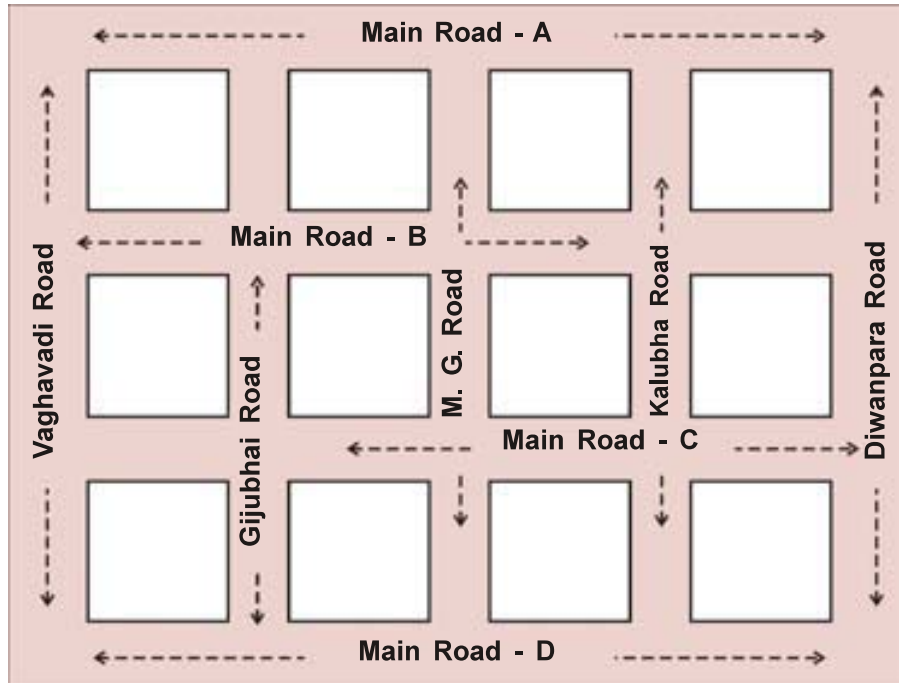 Main Road - A
Main Road - B
Vaghavadi Road
Gijubhai Road
M. G. Road
Kalubha Road
Diwanpara Road
Main Road - C
Main Road - D